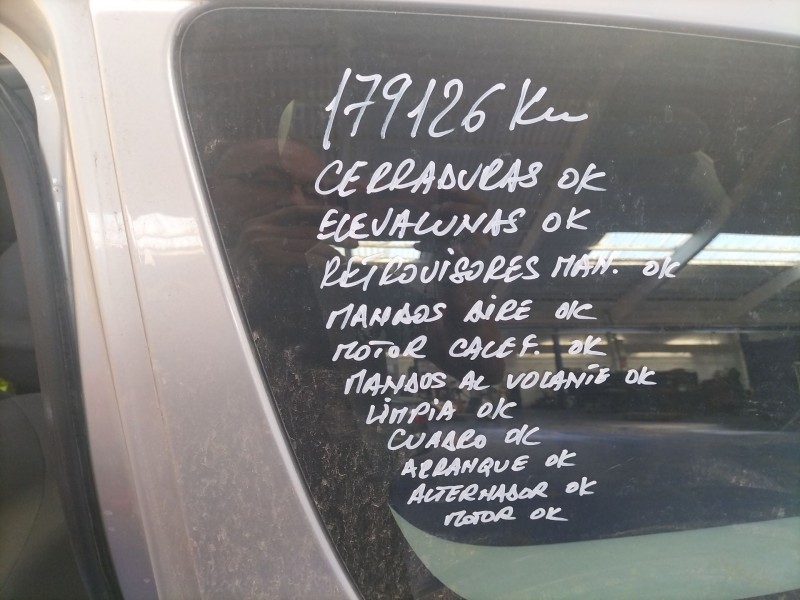 179126 Km
CERRADURAS OK
ELEVALUNAS OK
RETROVISORES MAN. OK
MANDOS AIRE OK
MOTOR CALEF. OK
MANDOS AL VOLANTE OK
LIMPIA OK
CUADRO OK
ARRANQUE OK
ALTERNADOR OK
MOTOR OK